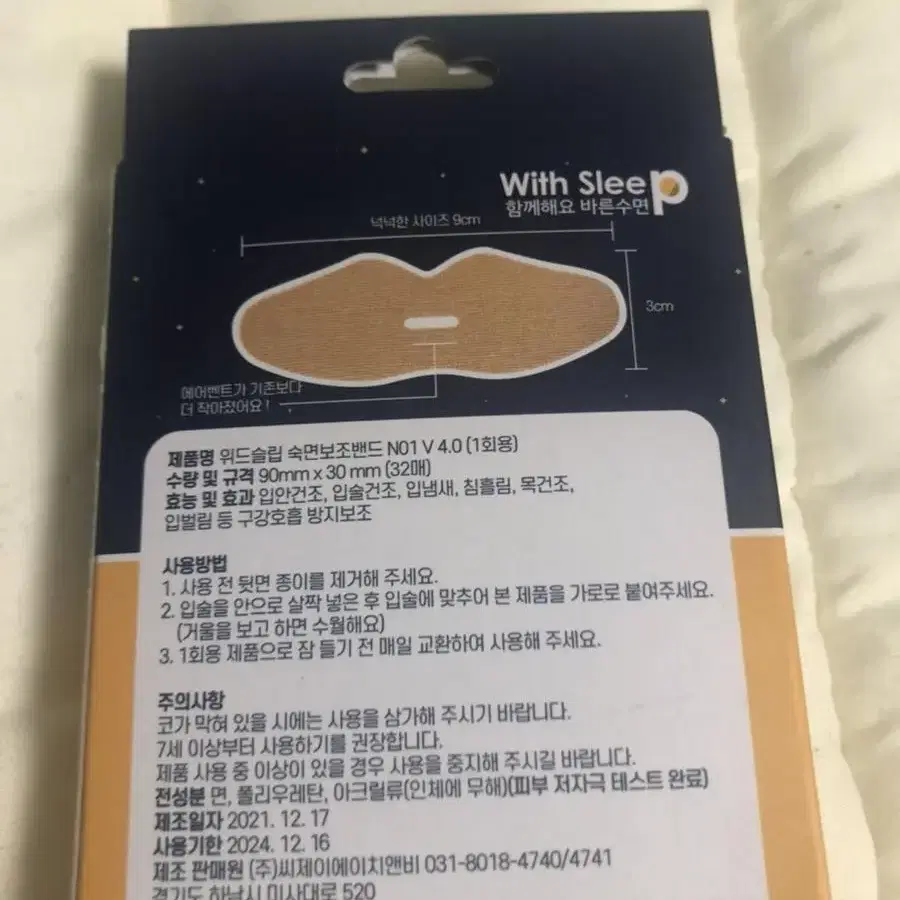 With Sleep
함께해요 바른수면
넉넉한 사이즈 9cm
3cm
에어벤트가 기존보다
더 작아졌어요!
제품명 위드슬립 숙면보조밴드 N01 V 4.0 (1회용)
수량 및 규격 90mm x 30 mm (32매)
효능 및 효과 입안건조, 입술건조, 입냄새, 침흘림, 목건조,
입벌림 등 구강호흡 방지보조
사용방법
1. 사용 전 뒷면 종이를 제거해 주세요.
2. 입술을 안으로 살짝 넣은 후 입술에 맞추어 본 제품을 가로로 붙여주세요.
(거울을 보고 하면 수월해요)
3. 1회용 제품으로 잠 들기 전 매일 교환하여 사용해 주세요.
주의사항
코가 막혀 있을 시에는 사용을 삼가해 주시기 바랍니다.
7세 이상부터 사용하기를 권장합니다.
제품 사용 중 이상이 있을 경우 사용을 중지해 주시길 바랍니다.
전성분 면, 폴리우레탄, 아크릴류(인체에 무해)(피부 저자극 테스트 완료)
제조일자 2021. 12. 17
사용기한 2024. 12. 16
제조 판매원 (주)씨제이에이치앤비 031-8018-4740/4741
경기도 하남시 미사대로 520